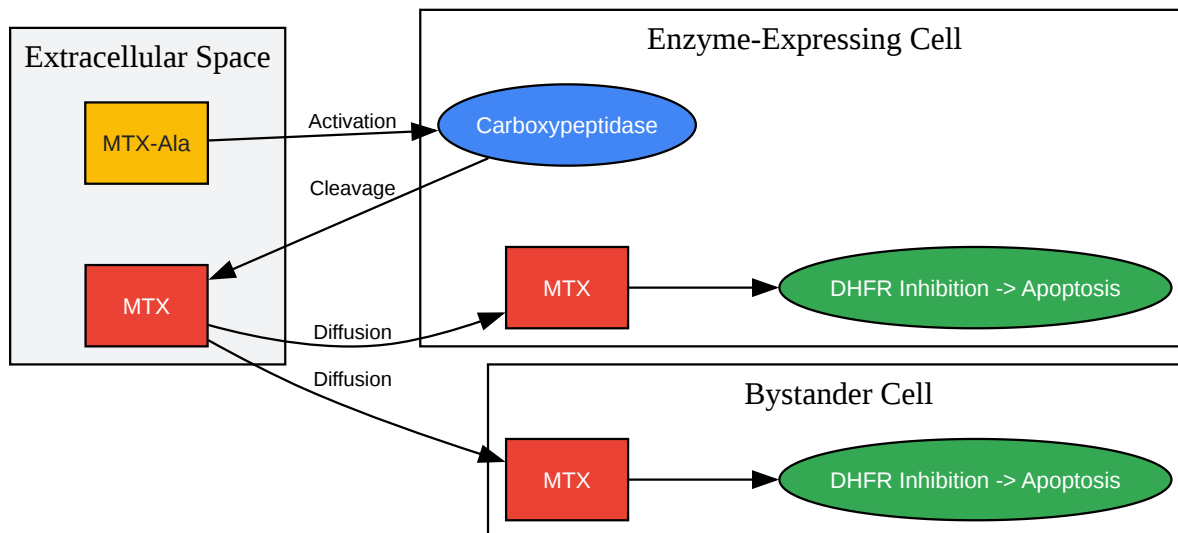 Extracellular Space
Enzyme-Expressing Cell
MTX-Ala
Activation
Carboxypeptidase
Cleavage
MTX
Diffusion
MTX
DHFR Inhibition -> Apoptosis
Diffusion
Bystander Cell
MTX
DHFR Inhibition -> Apoptosis